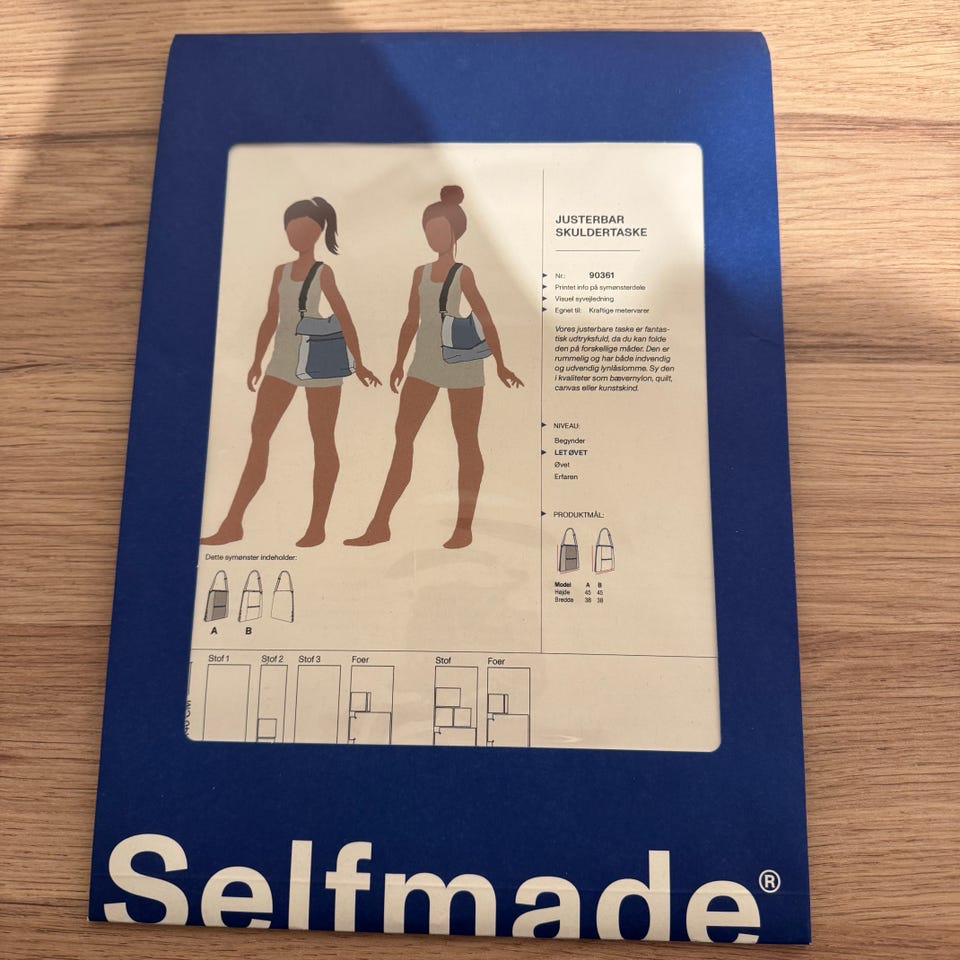 JUSTERBAR
SKULDERTASKE
Nr.: 90361
Printet info på symønsterdele
Visuel syvejledning
Egnet til: Kraftige metervarer
Vores justerbare taske er fantas-
tisk udtryksfuld, da du kan folde
den på forskellige måder. Den er
rummelig og har både indvendig
og udvendig lynlåslomme. Sy den
i kvaliteter som bævernylon, quilt,
canvas eller kunstskind.
NIVEAU:
Begynder
LET ØVET
Øvet
Erfaren
PRODUKTMÅL:
Model A B
Højde 45 45
Bredde 38 38
Dette symønster indeholder:
A B
Stof 1 Stof 2 Stof 3 Foer Stof Foer
CM
Selfmade®